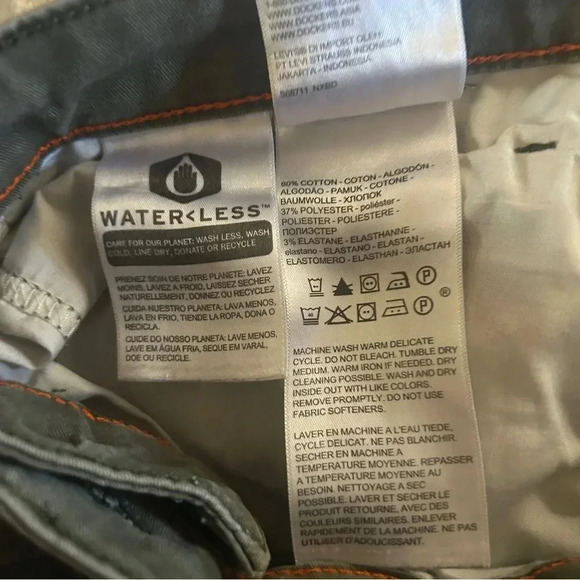 WWW.DOCKERS.COM
WWW.DOCKERS.ASIA
WWW.DOCKERS.EU
LEVI'S® DI IMPORT OLEH:
PT LEVI STRAUSS INDONESIA
JAKARTA - INDONESIA
568711 NXBD
WATER<LESS™
CARE FOR OUR PLANET: WASH LESS, WASH
COLD, LINE DRY, DONATE OR RECYCLE
PRENEZ SOIN DE NOTRE PLANETE: LAVEZ
MOINS, LAVEZ A FROID, LAISSEZ SECHER
NATURELLEMENT, DONNEZ OU RECYCLEZ
CUIDA NUESTRO PLANETA: LAVA MENOS,
LAVA EN FRIO, TIENDE LA ROPA, DONA O
RECICLA.
CUIDE DO NOSSO PLANETA: LAVE MENOS,
LAVE EM ÁGUA FRIA, SEQUE EM VARAL,
DOE OU RECICLE.
60% COTTON - COTON - ALGODÓN -
ALGODÃO - PAMUK - COTONE -
BAUMWOLLE - ХЛОПОК
37% POLYESTER - poliéster -
POLIESTER - POLIESTERE -
ПОЛИЭСТЕР
3% ELASTANE - ELASTHANNE -
elastano - ELASTANO - ELASTAN -
ELASTOMERO - ELASTHAN - ЭЛАСТАН
P
P
®
MACHINE WASH WARM DELICATE
CYCLE. DO NOT BLEACH. TUMBLE DRY
MEDIUM. WARM IRON IF NEEDED. DRY
CLEANING POSSIBLE. WASH AND DRY
INSIDE OUT WITH LIKE COLORS.
REMOVE PROMPTLY. DO NOT USE
FABRIC SOFTENERS.
LAVER EN MACHINE A L'EAU TIEDE,
CYCLE DELICAT. NE PAS BLANCHIR.
SECHER EN MACHINE A
TEMPERATURE MOYENNE. REPASSER
A TEMPERATURE MOYENNE AU
BESOIN. NETTOYAGE A SEC
POSSIBLE. LAVER ET SECHER LE
PRODUIT RETOURNE, AVEC DES
COULEURS SIMILAIRES. ENLEVER
RAPIDEMENT DE LA MACHINE. NE PAS
UTILISER D'ADOUCISSANT.